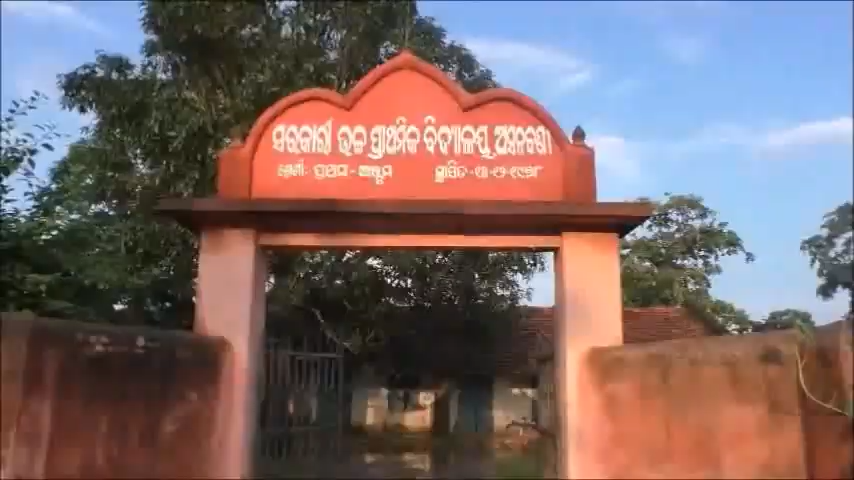 ସରକାରୀ ଉଚ୍ଚ ପ୍ରାଥମିକ ବିଦ୍ୟାଳୟ
ଶ୍ରେଣୀ: ପ୍ରଥମ - ଅଷ୍ଟମ ସ୍ଥାପିତ-